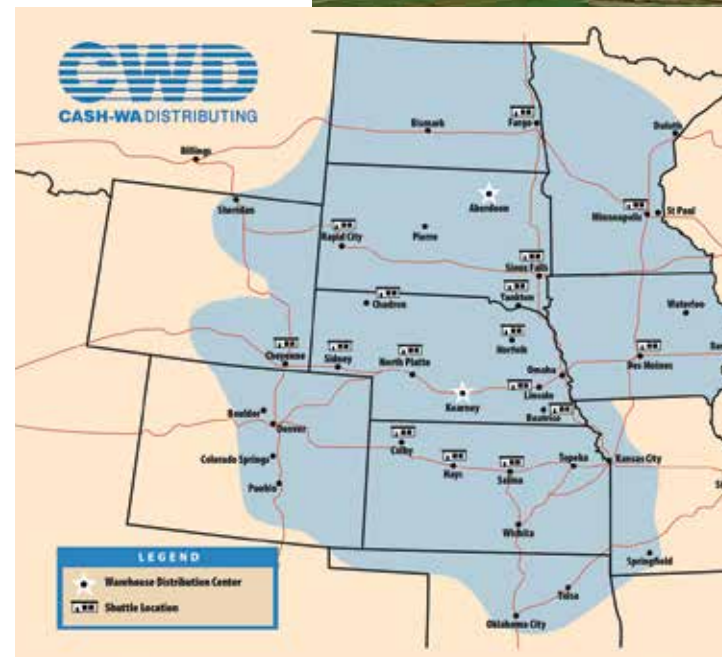 CWD
CASH-WA DISTRIBUTING
Bismark
Fargo
Duluth
Billings
Sheridan
Aberdeen
Minneapolis
St Paul
Rapid City
Pierre
Sioux Falls
Yankton
Chadron
Waterloo
Norfolk
Cheyenne
Sidney
North Platte
Omaha
Des Moines
Lincoln
Kearney
Beatrice
Boulder
Denver
Colby
Colorado Springs
Hays
Salina
Topeka
Kansas City
Pueblo
Wichita
LEGEND
Warehouse Distribution Center
Shuttle Location
Springfield
Tulsa
Oklahoma City